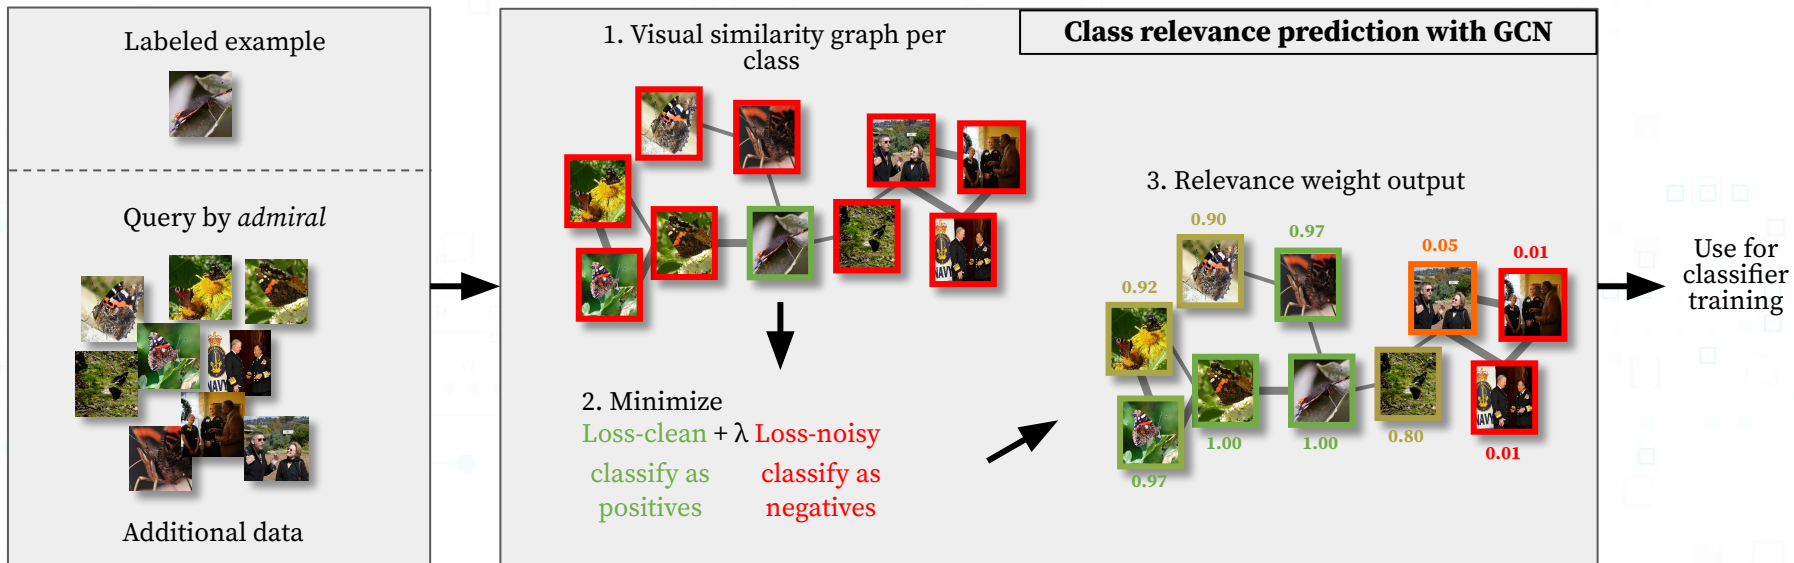 Labeled example
Query by admiral
Additional data
Class relevance prediction with GCN
1. Visual similarity graph per
class
NAVY
2. Minimize
Loss-clean + λ Loss-noisy
classify as
positives
classify as
negatives
3. Relevance weight output
0.90
0.97
0.05
0.01
0.92
1.00
1.00
0.80
0.01
0.97
NAVY
Use for
classifier
training
NAVY